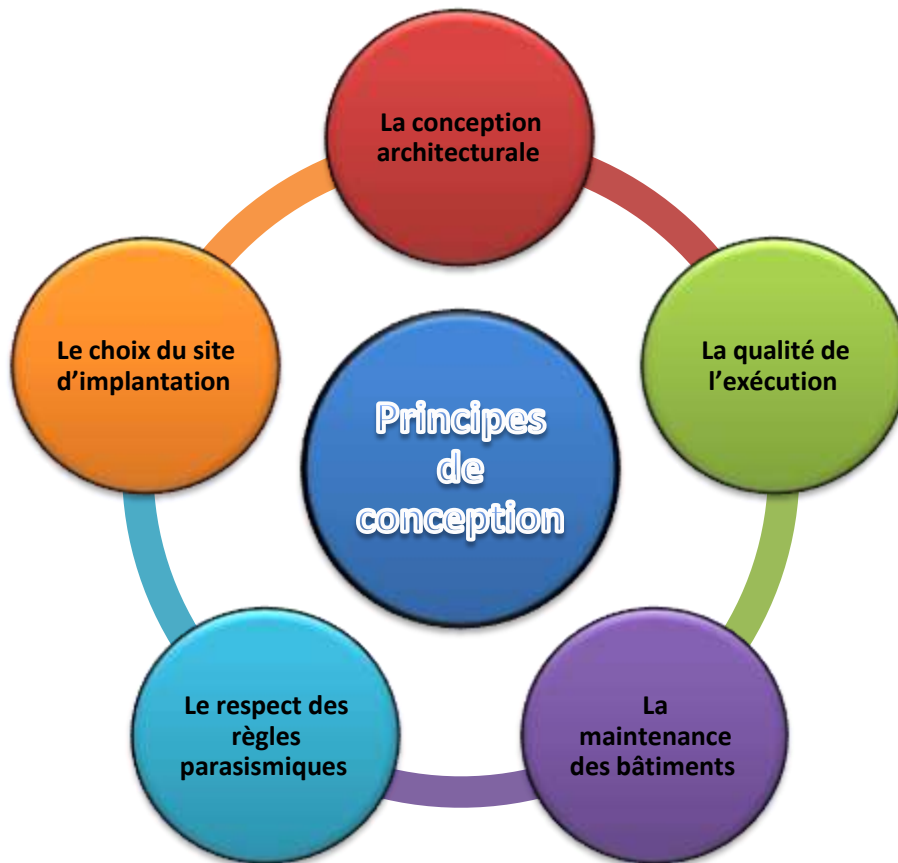 La conception
architecturale
La qualité de
l’exécution
La
maintenance
des bâtiments
Le respect des
règles
parasismiques
Le choix du site
d’implantation
Principes
de
conception